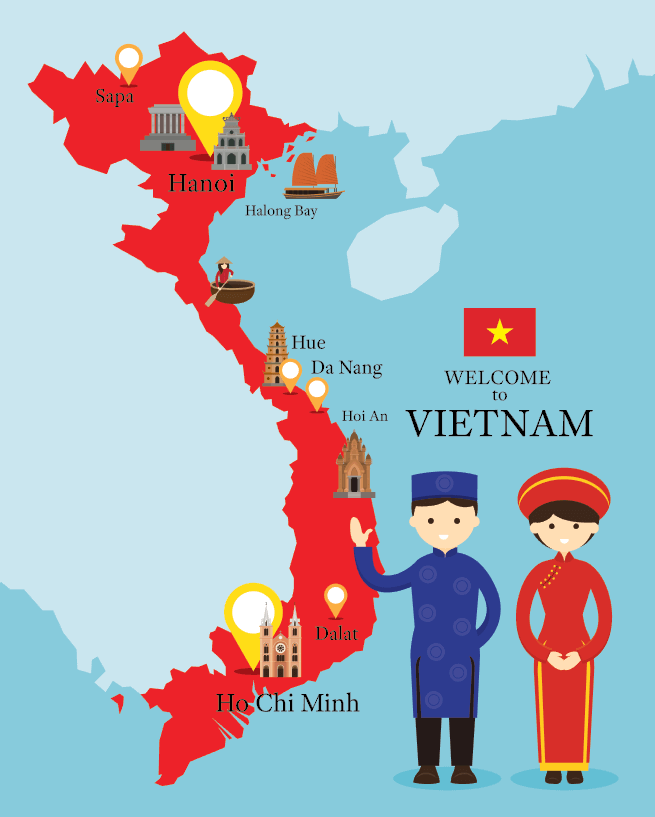 Sapa
Hanoi
Halong Bay
Hue
Da Nang
Hoi An
WELCOME
to
VIETNAM
Dalat
Ho Chi Minh